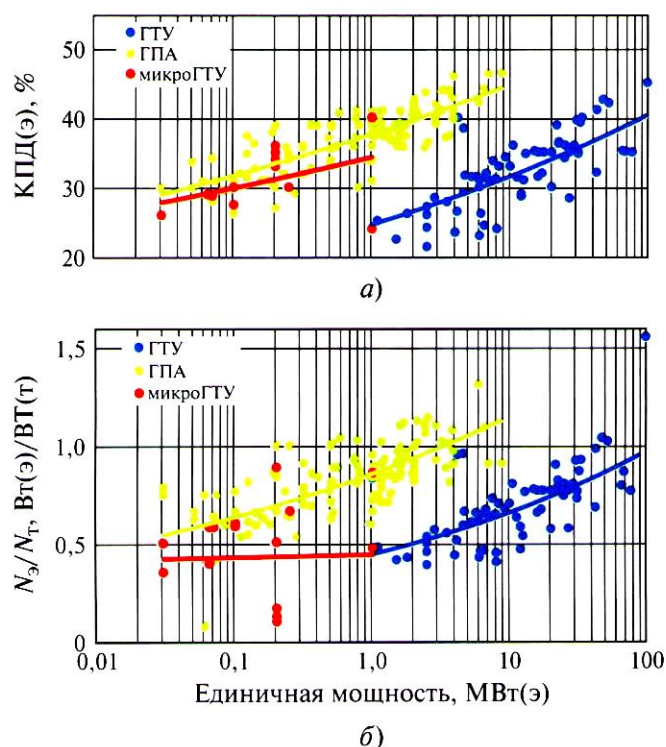 50
40
30
20
КПД(э), %
ГТУ
ГПА
микроГТУ
а)
1,5
1,0
0,5
0
Nэ/Nт, Вт(э)/ВТ(т)
ГТУ
ГПА
микроГТУ
0,01 0,1 1,0 10 100
Единичная мощность, МВт(э)
б)